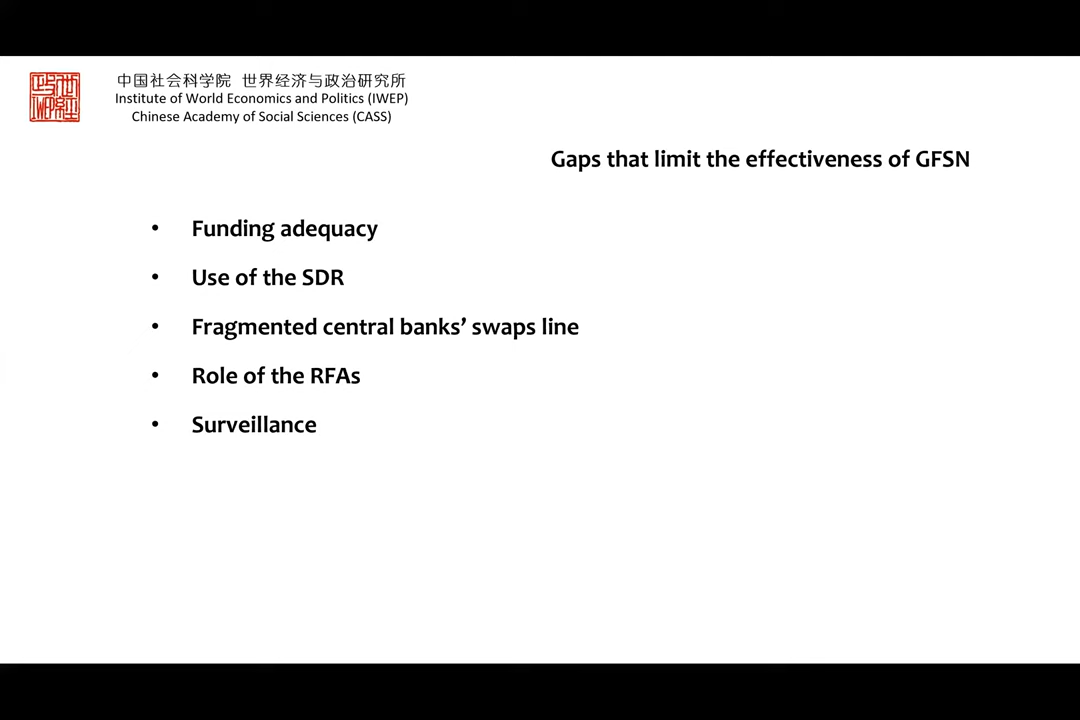 中国社会科学院 世界经济与政治研究所
Institute of World Economics and Politics (IWEP)
Chinese Academy of Social Sciences (CASS)
Gaps that limit the effectiveness of GFSN
• Funding adequacy
• Use of the SDR
• Fragmented central banks’ swaps line
• Role of the RFAs
• Surveillance